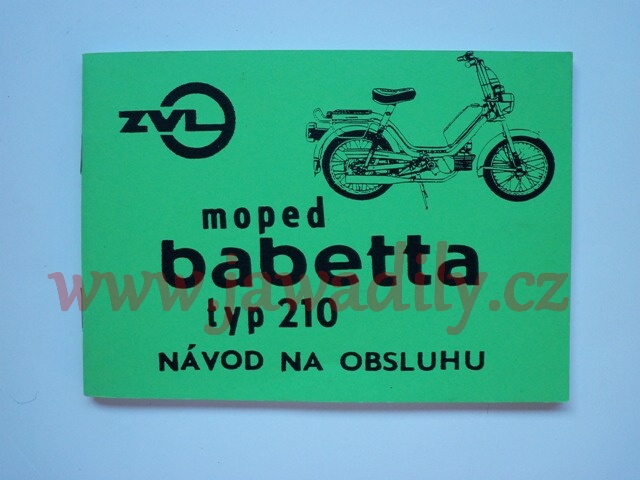 ZVL
moped
babetta
www.jawadily.cz
typ 210
NÁVOD NA OBSLUHU